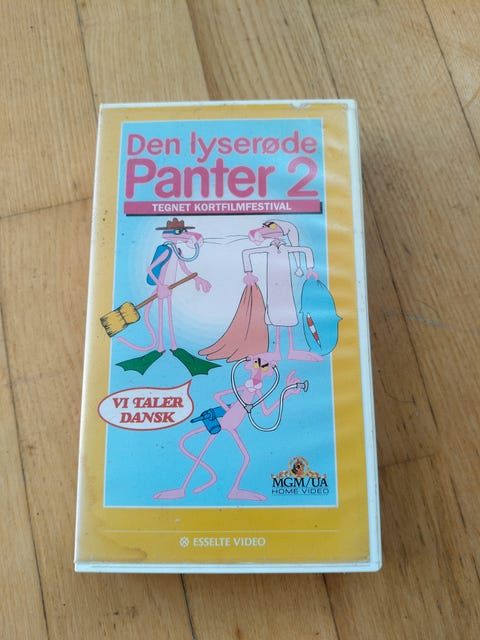 Den lyserøde
Panter 2
TEGNET KORTFILMFESTIVAL
VI TALER
DANSK
MGM/UA
HOME VIDEO
ESSELTE VIDEO